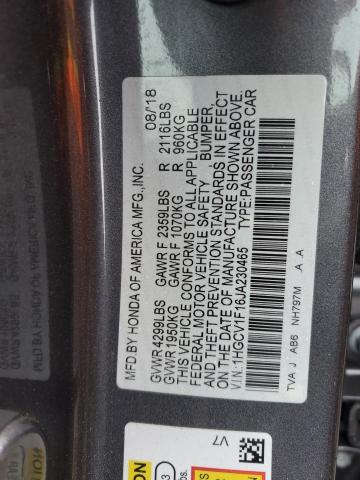 MFD BY HONDA OF AMERICA MFG.,INC. 08/18
GVWR 4299LBS GAWR F 2359LBS R 2116LBS
GVWR 1950KG GAWR F 1070KG R 960KG
THIS VEHICLE CONFORMS TO ALL APPLICABLE
FEDERAL MOTOR VEHICLE SAFETY, BUMPER,
AND THEFT PREVENTION STANDARDS IN EFFECT
ON THE DATE OF MANUFACTURE SHOWN ABOVE.
V.I.N.:1HGCV1F16JA230465 TYPE:PASSENGER CAR
TVA J AB6 NH797M A A
V7